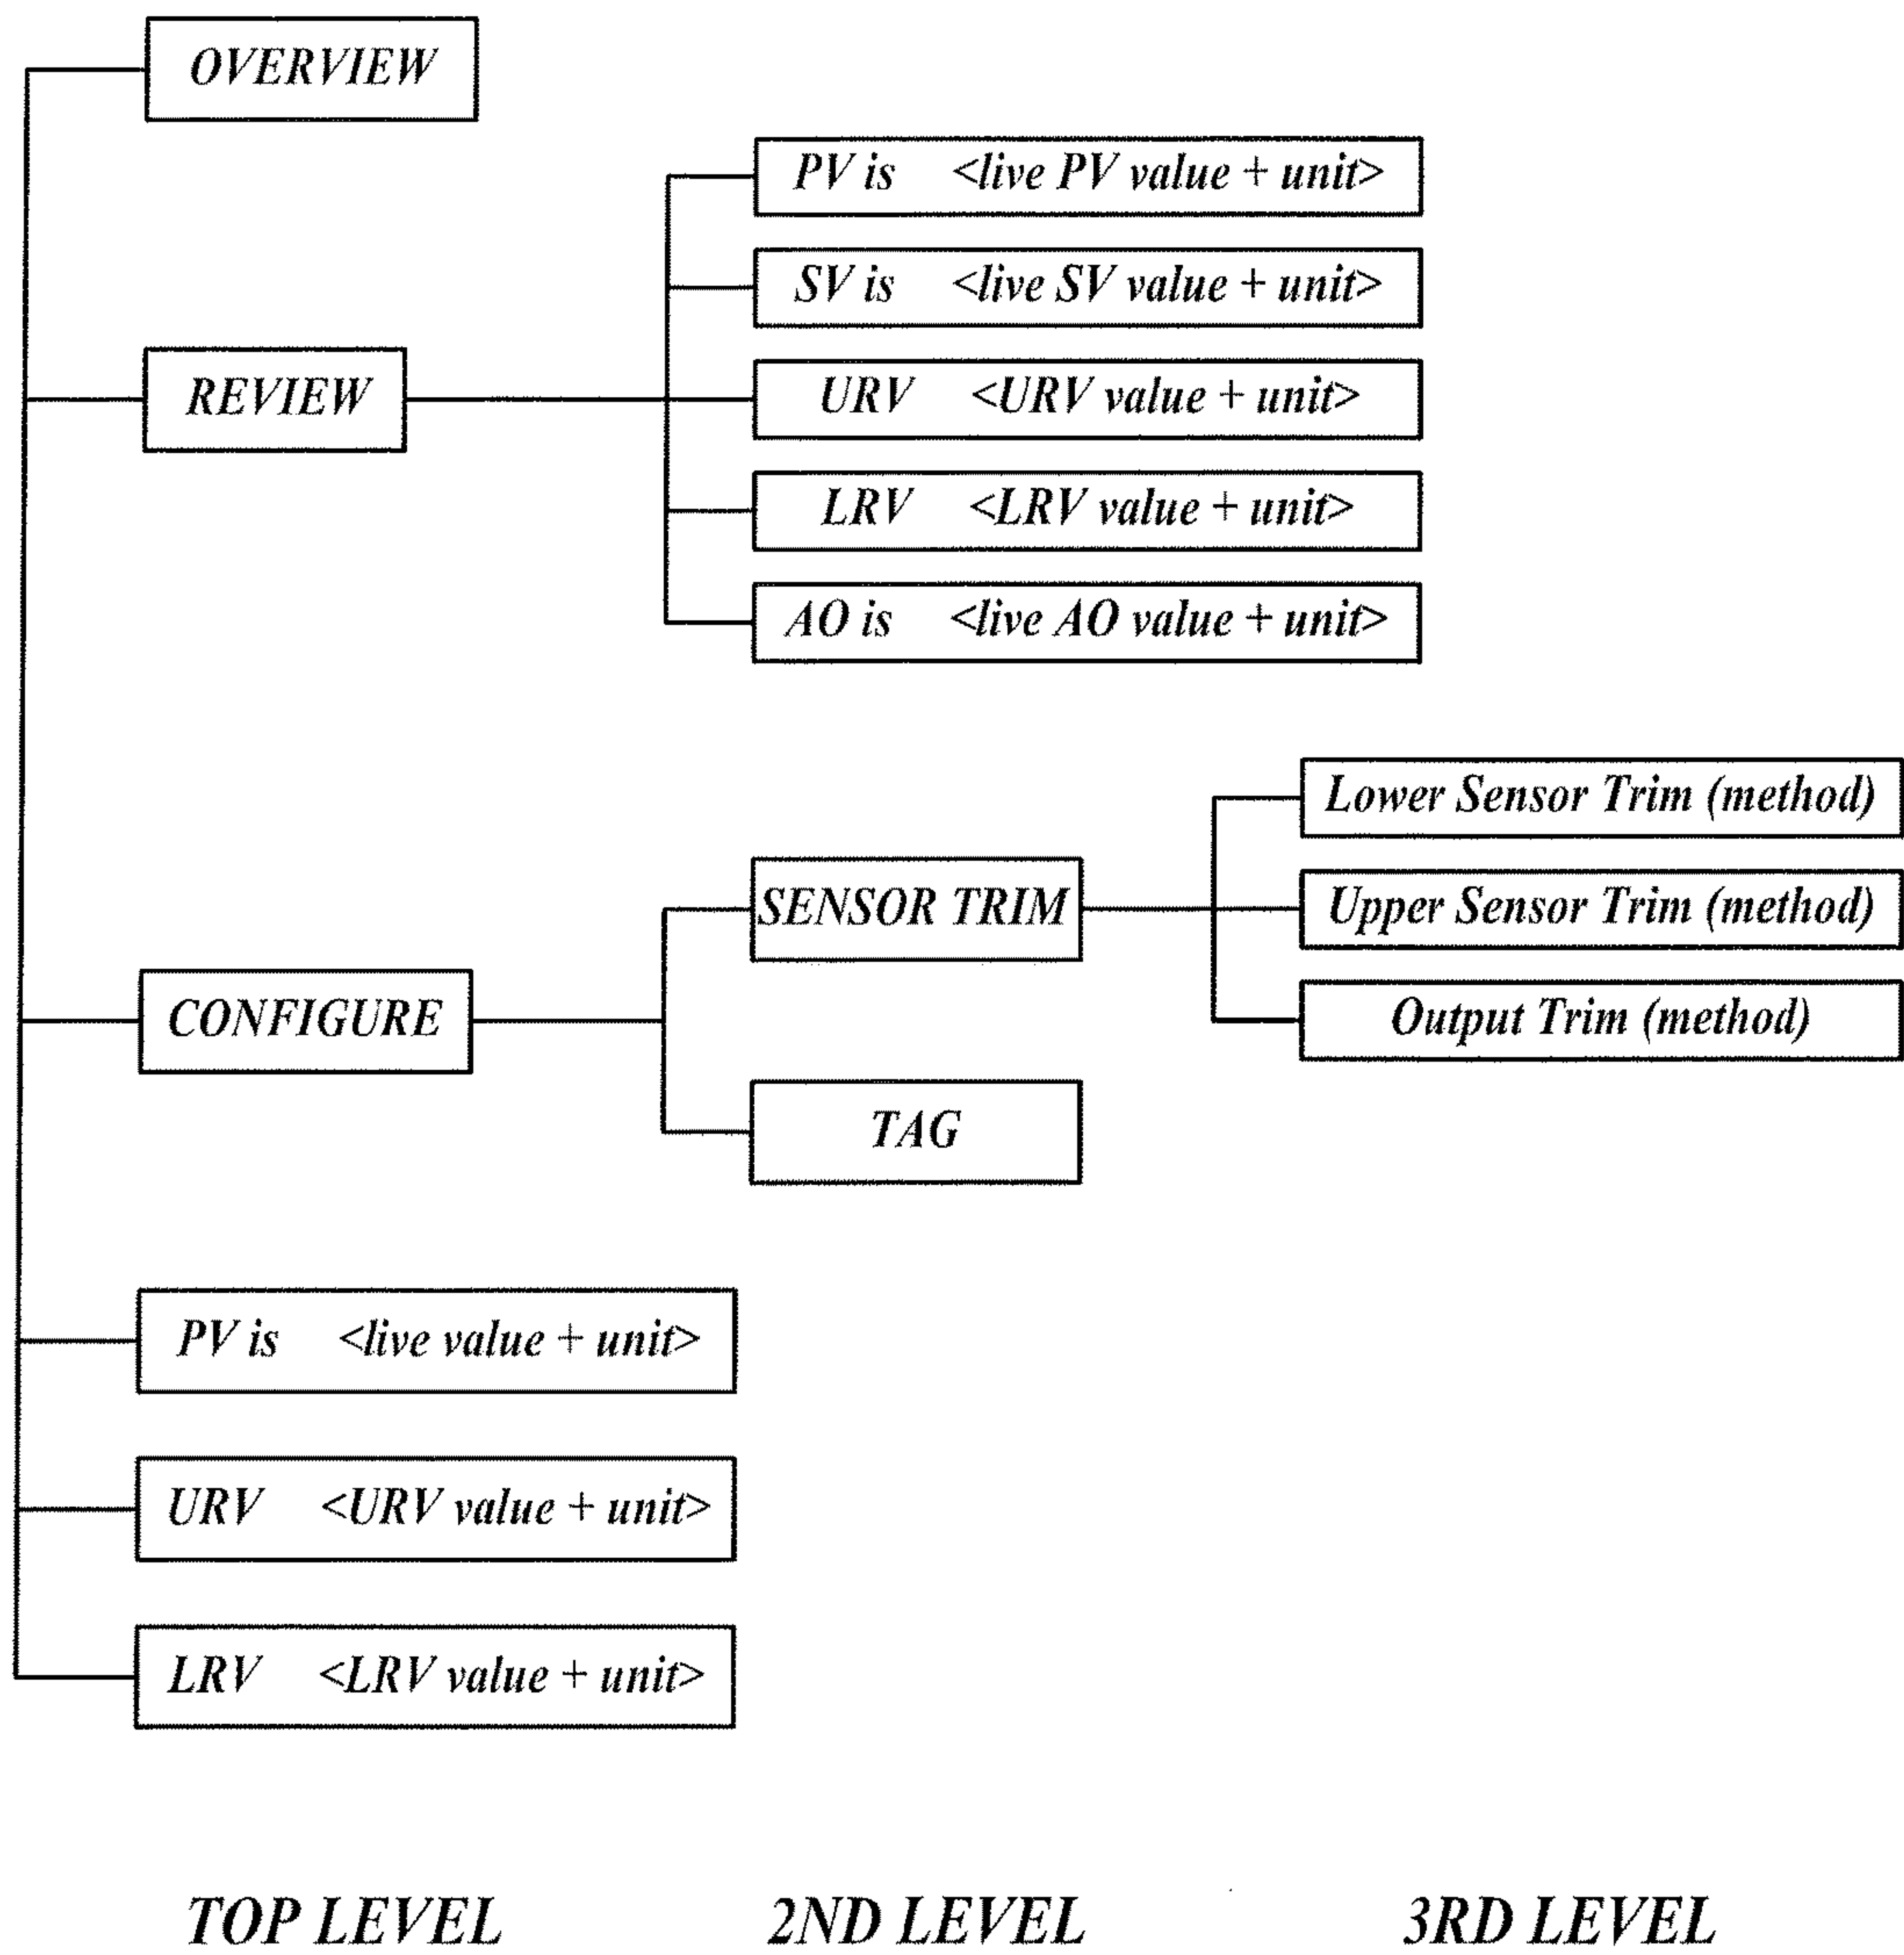 OVERVIEW
REVIEW
PV is <live PV value + unit>
SV is <live SV value + unit>
URV <URV value + unit>
LRV <LRV value + unit>
AO is <live AO value + unit>
CONFIGURE
SENSOR TRIM
TAG
Lower Sensor Trim (method)
Upper Sensor Trim (method)
Output Trim (method)
PV is <live value + unit>
URV <URV value + unit>
LRV <LRV value + unit>
TOP LEVEL 2ND LEVEL 3RD LEVEL